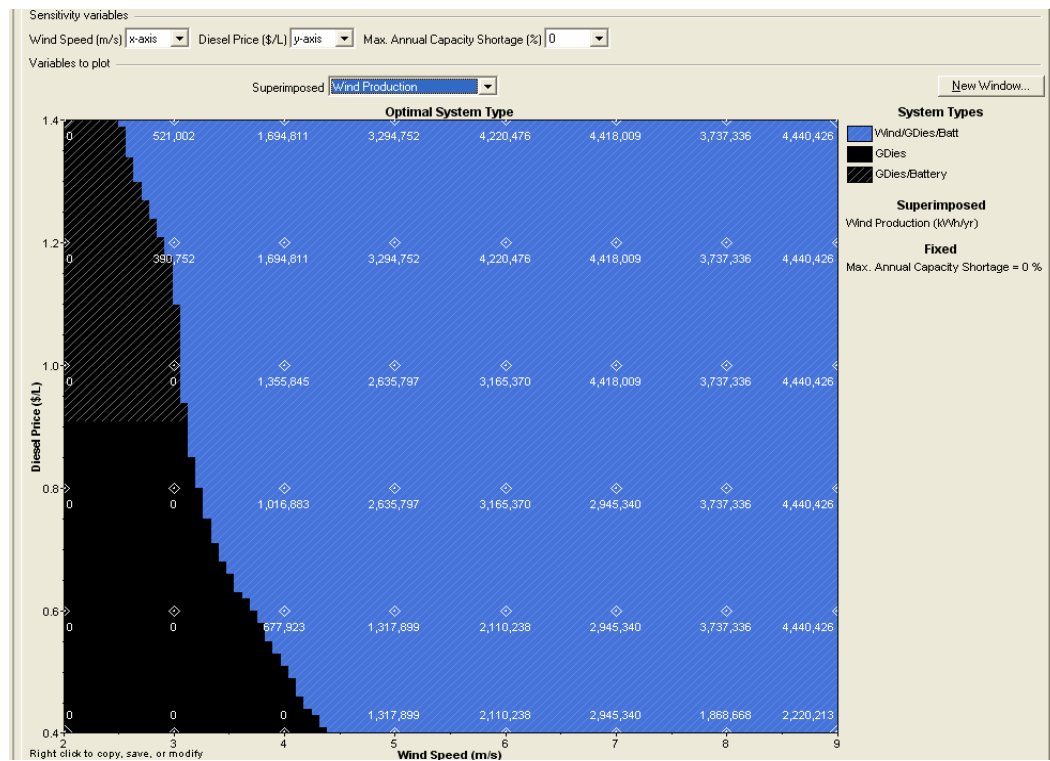 Sensitivity variables
Wind Speed (m/s) x-axis Diesel Price ($/L) y-axis Max. Annual Capacity Shortage (%) 0
Variables to plot
Superimposed Wind Production New Window...
Optimal System Type
System Types
Wind/GDies/Batt
GDies
GDies/Battery
Superimposed
Wind Production (kWh/yr)
Fixed
Max. Annual Capacity Shortage = 0 %
Diesel Price ($/L)
1.4
0 521,002 1,694,811 3,294,752 4,220,476 4,418,009 3,737,336 4,440,426
1.2
0 390,752 1,694,811 3,294,752 4,220,476 4,418,009 3,737,336 4,440,426
1.0
0 0 1,355,845 2,635,797 3,165,370 4,418,009 3,737,336 4,440,426
0.8
0 0 1,016,883 2,635,797 3,165,370 2,945,340 3,737,336 4,440,426
0.6
0 0 677,923 1,317,899 2,110,238 2,945,340 3,737,336 4,440,426
0 0 0 1,317,899 2,110,238 2,945,340 1,868,668 2,220,213
0.4
2 3 4 5 6 7 8 9
Right click to copy, save, or modify
Wind Speed (m/s)